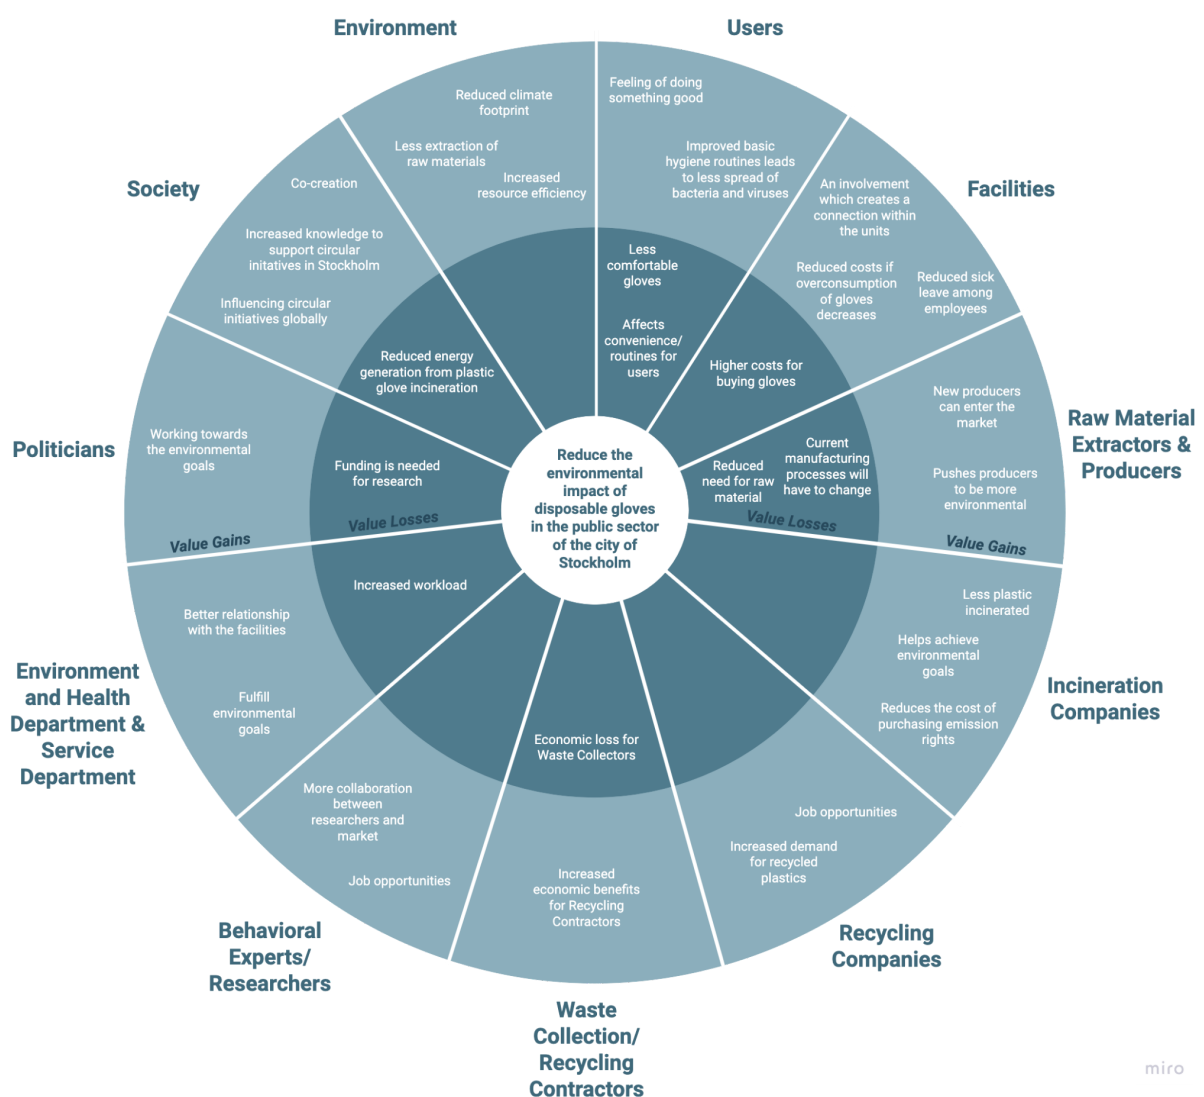 Environment
Users
Reduced climate
footprint
Less extraction of
raw materials
Increased
resource efficiency
Feeling of doing
something good
Improved basic
hygiene routines leads
to less spread of
bacteria and viruses
Less
comfortable
gloves
Affects
convenience/
routines for
users
Facilities
An involvement
which creates a
connection within
the units
Reduced costs if
overconsumption
of gloves
decreases
Reduced sick
leave among
employees
Higher costs for
buying gloves
Raw Material
Extractors &
Producers
New producers
can enter the
market
Pushes producers
to be more
environmental
Current
manufacturing
processes will
have to change
Reduced
need for raw
material
Value Losses
Value Gains
Incineration
Companies
Less plastic
incinerated
Helps achieve
environmental
goals
Reduces the cost of
purchasing emission
rights
Recycling
Companies
Job opportunities
Increased demand
for recycled
plastics
Waste
Collection/
Recycling
Contractors
Economic loss for
Waste Collectors
Increased
economic benefits
for Recycling
Contractors
Behavioral
Experts/
Researchers
More collaboration
between
researchers and
market
Job opportunities
Environment
and Health
Department &
Service
Department
Increased workload
Better relationship
with the facilities
Fulfill
environmental
goals
Politicians
Working towards
the environmental
goals
Funding is needed
for research
Value Losses
Value Gains
Society
Co-creation
Increased knowledge to
support circular
initatives in Stockholm
Influencing circular
initiatives globally
Reduced energy
generation from plastic
glove incineration
Reduce the
environmental
impact of
disposable gloves
in the public sector
of the city of
Stockholm
miro